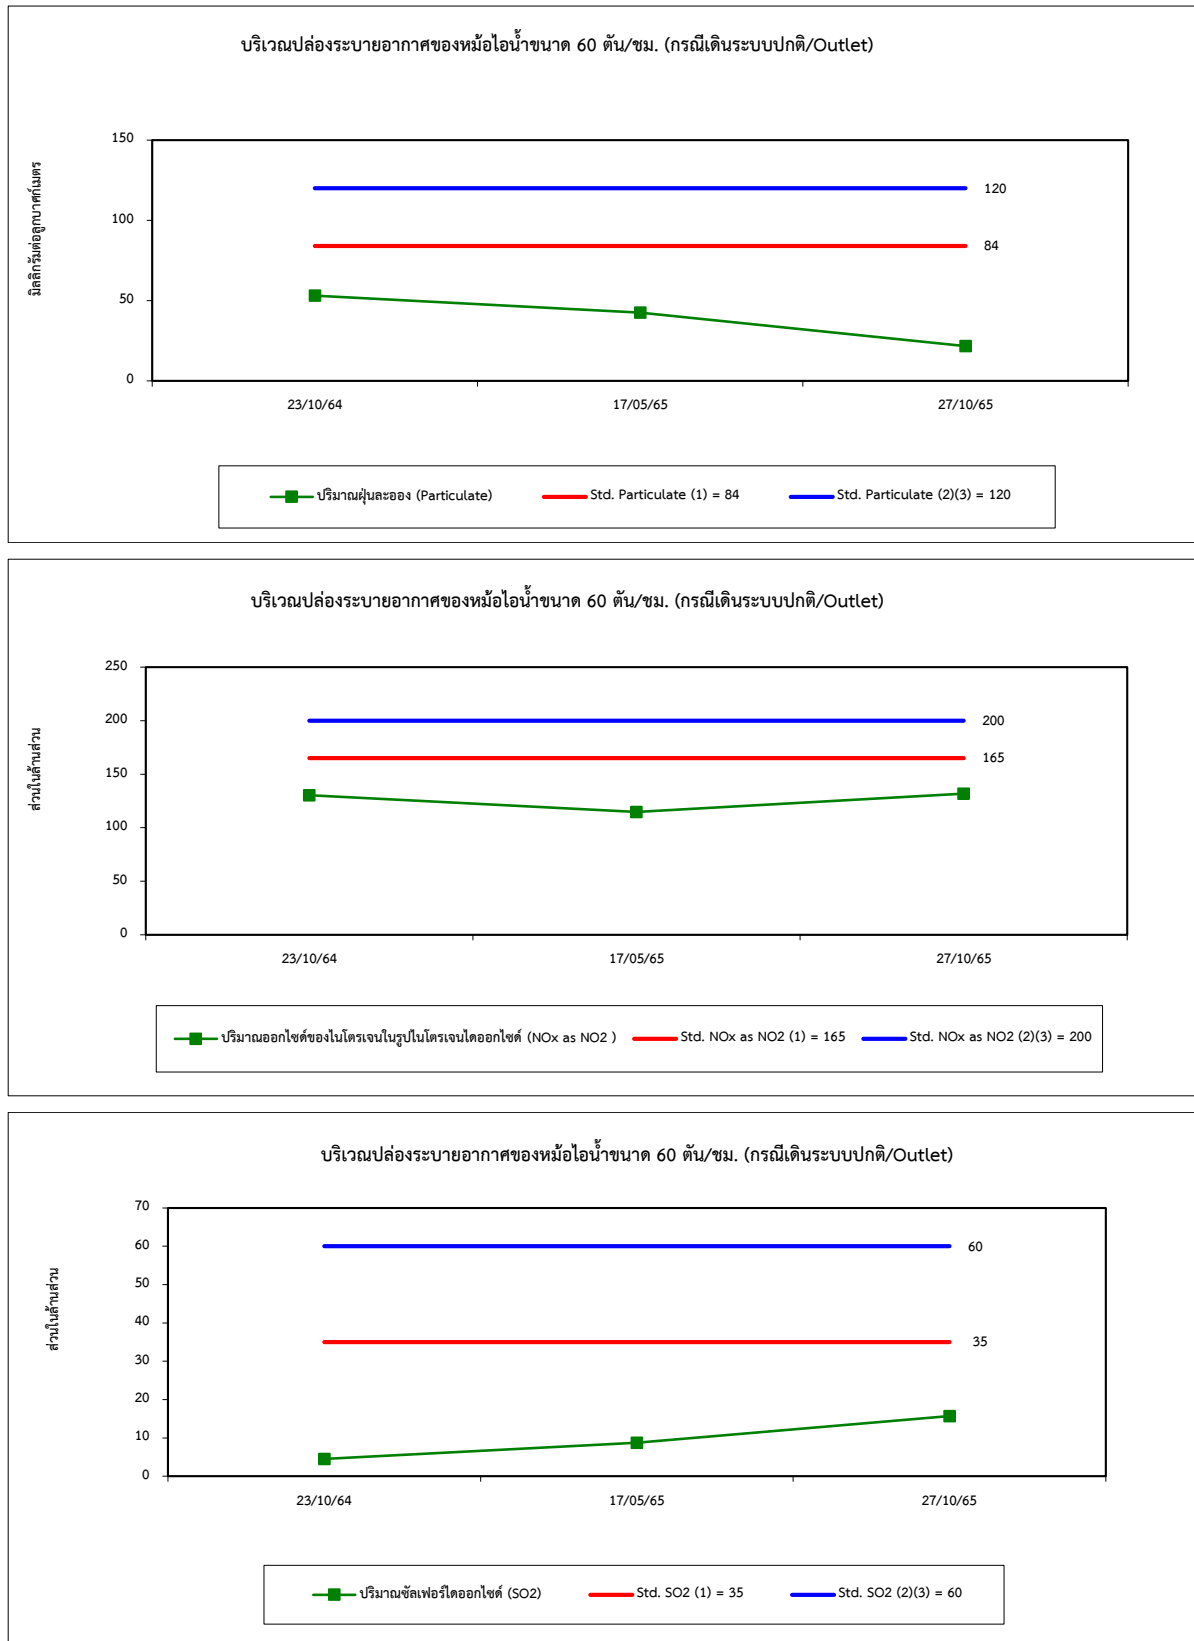 บริเวณปล่องระบายอากาศของหม้อไอน้ำขนาด 60 ตัน/ชม. (กรณีเดินระบบปกติ/Outlet)
มิลลิกรัมต่อลูกบาศก์เมตร
150
100
50
0
120
84
23/10/64 17/05/65 27/10/65
ปริมาณฝุ่นละออง (Particulate) Std. Particulate (1) = 84 Std. Particulate (2)(3) = 120
บริเวณปล่องระบายอากาศของหม้อไอน้ำขนาด 60 ตัน/ชม. (กรณีเดินระบบปกติ/Outlet)
ส่วนในล้านส่วน
250
200
150
100
50
0
200
165
23/10/64 17/05/65 27/10/65
ปริมาณออกไซด์ของไนโตรเจนในรูปไนโตรเจนไดออกไซด์ (NOx as NO2 ) Std. NOx as NO2 (1) = 165 Std. NOx as NO2 (2)(3) = 200
บริเวณปล่องระบายอากาศของหม้อไอน้ำขนาด 60 ตัน/ชม. (กรณีเดินระบบปกติ/Outlet)
ส่วนในล้านส่วน
70
60
50
40
30
20
10
0
60
35
23/10/64 17/05/65 27/10/65
ปริมาณซัลเฟอร์ไดออกไซด์ (SO2) Std. SO2 (1) = 35 Std. SO2 (2)(3) = 60